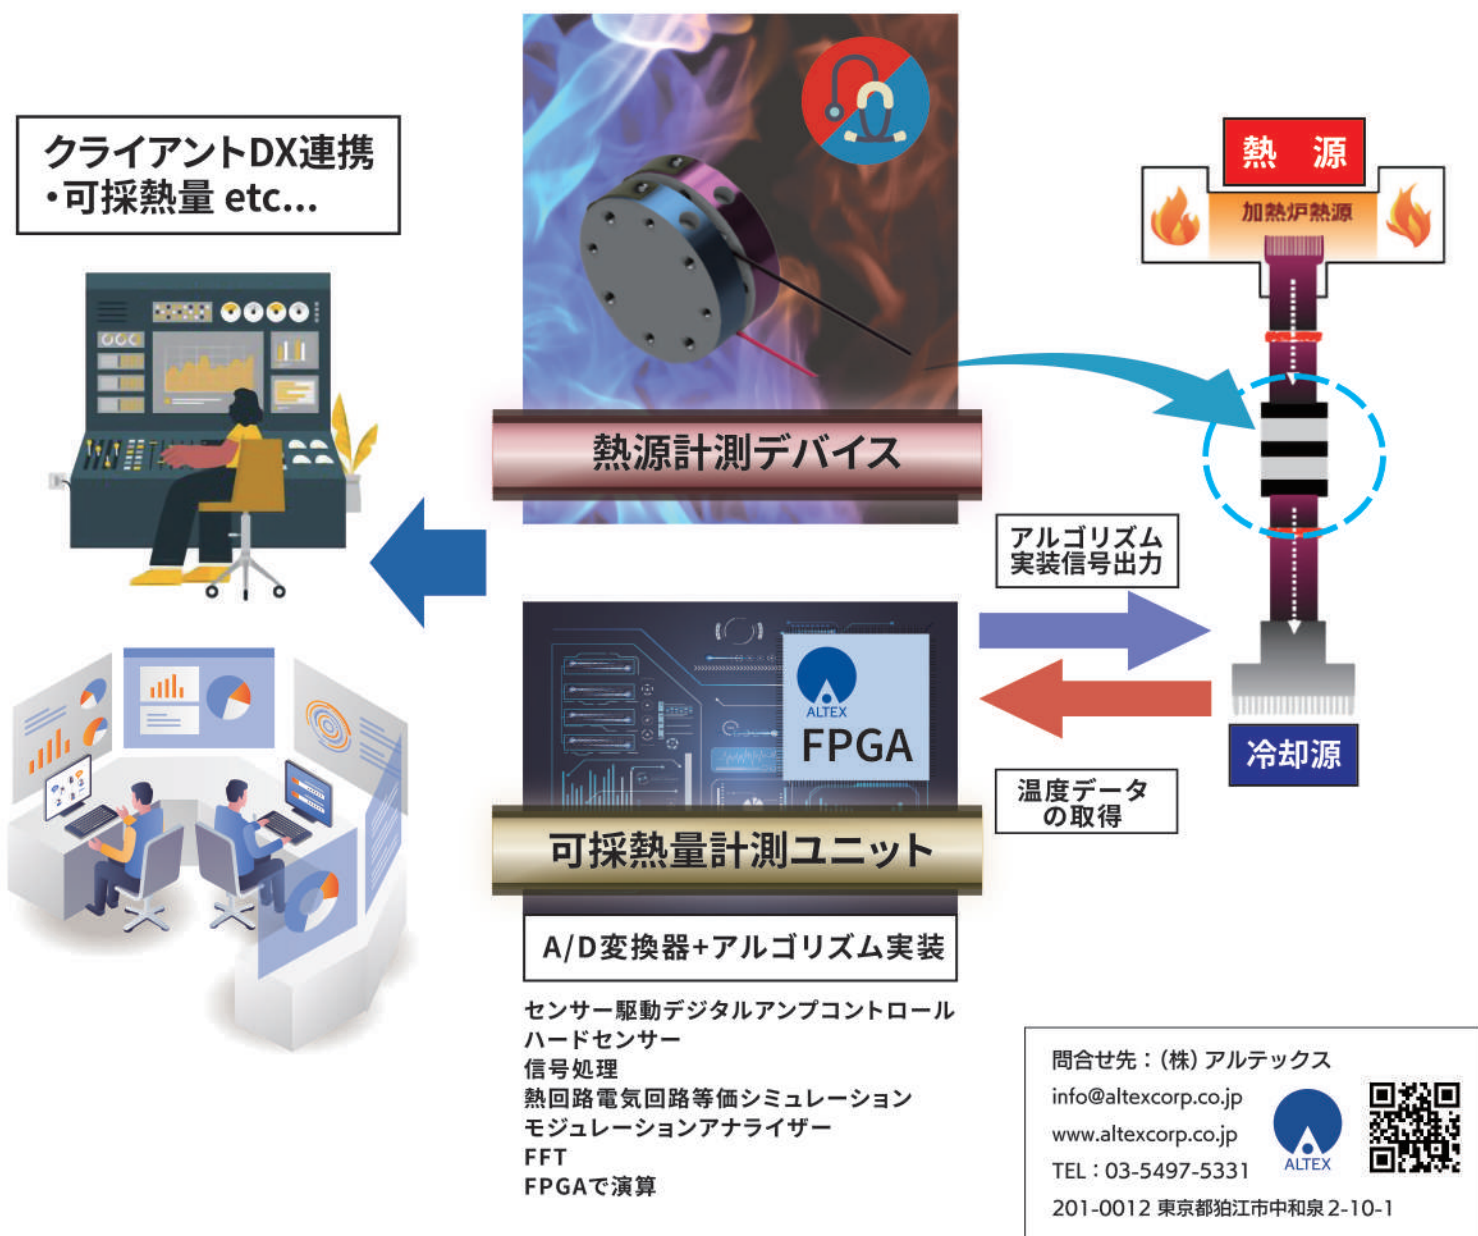 クライアントDX連携
・可採熱量 etc...
熱源計測デバイス
熱 源
加熱炉熱源
アルゴリズム
実装信号出力
ALTEX
FPGA
冷却源
温度データ
の取得
可採熱量計測ユニット
A/D変換器+アルゴリズム実装
センサー駆動デジタルアンプコントロール
ハードセンサー
信号処理
熱回路電気回路等価シミュレーション
モジュレーションアナライザー
FFT
FPGAで演算
問合せ先：(株) アルテックス
info@altexcorp.co.jp
www.altexcorp.co.jp
TEL：03-5497-5331
ALTEX
201-0012 東京都狛江市中和泉2-10-1